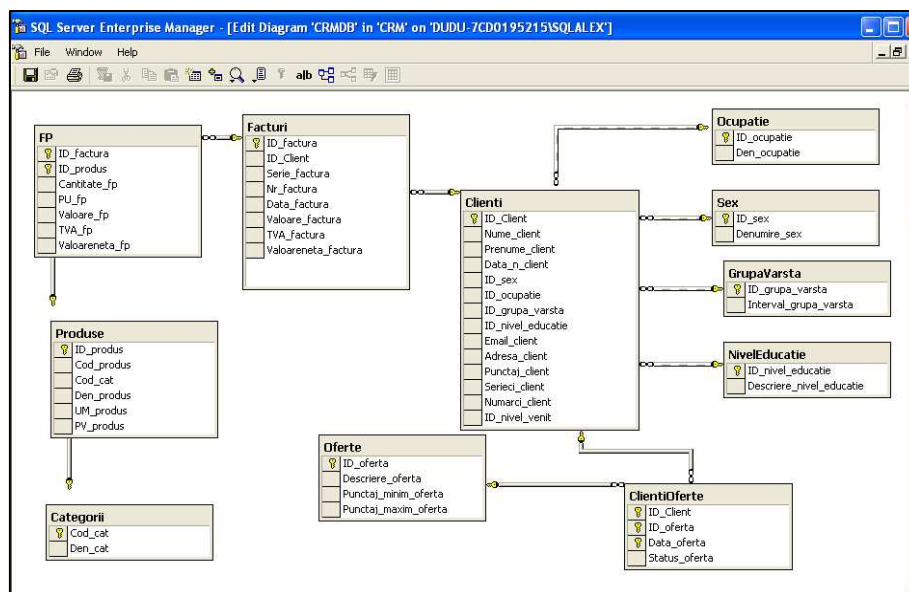 SQL Server Enterprise Manager - [Edit Diagram 'CRMDB' in 'CRM' on 'DUDU-7CD0195215\SQLALEX']
File Window Help
alb
FP
ID_factura
ID_produs
Cantitate_fp
PU_fp
Valoare_fp
TVA_fp
Valoareneta_fp
Facturi
ID_factura
ID_Client
Serie_factura
Nr_factura
Data_factura
Valoare_factura
TVA_factura
Valoareneta_factura
Clienti
ID_Client
Nume_client
Prenume_client
Data_n_client
ID_sex
ID_ocupatie
ID_grupa_varsta
ID_nivel_educatie
Email_client
Adresa_client
Punctaj_client
Serieci_client
Numarci_client
ID_nivel_venit
Ocupatie
ID_ocupatie
Den_ocupatie
Sex
ID_sex
Denumire_sex
GrupaVarsta
ID_grupa_varsta
Interval_grupa_varsta
NivelEducatie
ID_nivel_educatie
Descriere_nivel_educatie
Produse
ID_produs
Cod_produs
Cod_cat
Den_produs
UM_produs
PV_produs
Oferte
ID_oferta
Descriere_oferta
Punctaj_minim_oferta
Punctaj_maxim_oferta
ClientiOferte
ID_Client
ID_oferta
Data_oferta
Status_oferta
Categorii
Cod_cat
Den_cat